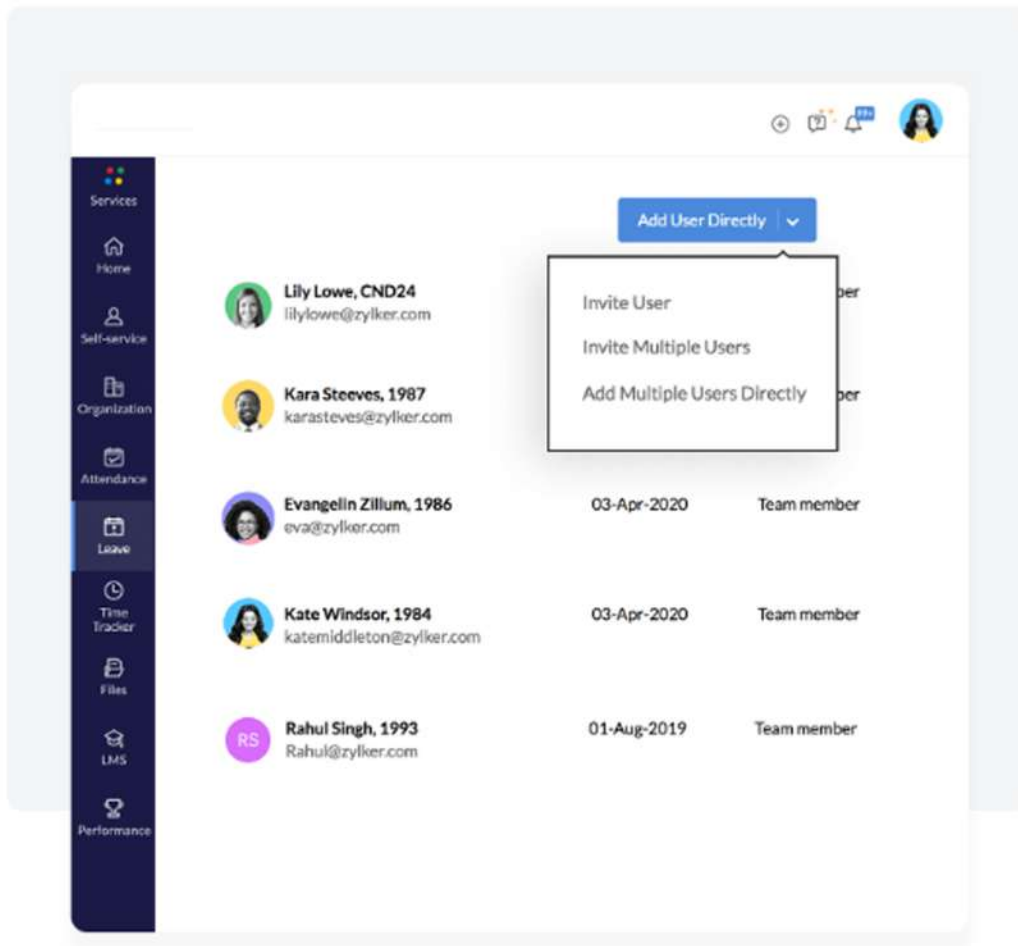 99+
Services
Home
Self-service
Organization
Attendance
Leave
Time
Tracker
Files
LMS
Performance
Add User Directly
Invite User
Invite Multiple Users
Add Multiple Users Directly
Lily Lowe, CND24
lilylowe@zylker.com
ber
Kara Steeves, 1987
karasteves@zylker.com
ber
Evangelin Zillum, 1986 03-Apr-2020 Team member
eva@zylker.com
Kate Windsor, 1984 03-Apr-2020 Team member
katemiddleton@zylker.com
RS
Rahul Singh, 1993 01-Aug-2019 Team member
Rahul@zylker.com